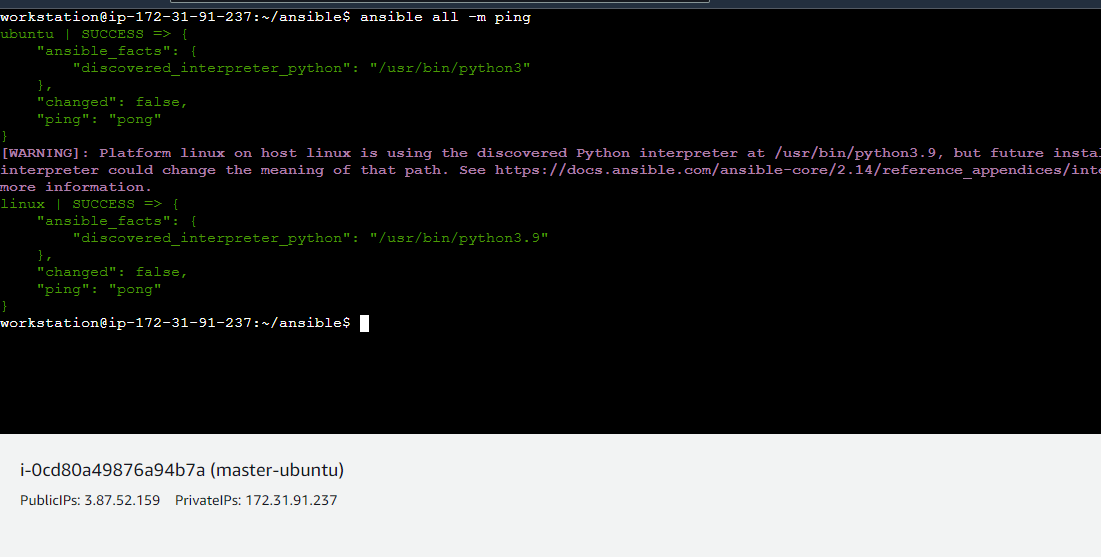 workstation@ip-172-31-91-237:~/ansible$ ansible all -m ping
ubuntu | SUCCESS => {
    "ansible_facts": {
        "discovered_interpreter_python": "/usr/bin/python3"
    },
    "changed": false,
    "ping": "pong"
}
[WARNING]: Platform linux on host linux is using the discovered Python interpreter at /usr/bin/python3.9, but future
interpreter could change the meaning of that path. See https://docs.ansible.com/ansible-core/2.14/reference_appendices/inte
more information.
linux | SUCCESS => {
    "ansible_facts": {
        "discovered_interpreter_python": "/usr/bin/python3.9"
    },
    "changed": false,
    "ping": "pong"
}
workstation@ip-172-31-91-237:~/ansible$
i-0cd80a49876a94b7a (master-ubuntu)
PublicIPs: 3.87.52.159 PrivateIPs: 172.31.91.237